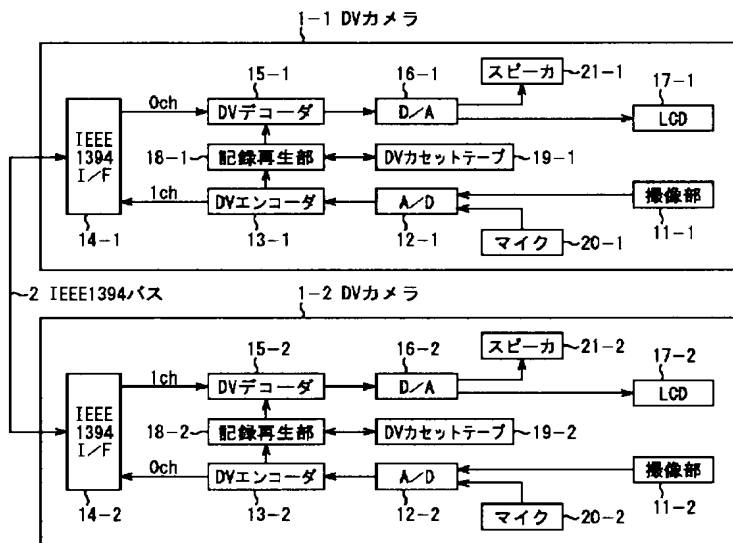 1-1 DVカメラ
15-1
16-1
スピーカ
21-1
17-1
0ch
DVデコーダ
D/A
LCD
IEEE
1394
I/F
18-1
記録再生部
DVカセットテープ
19-1
1ch
DVエンコーダ
A/D
撮像部
14-1
13-1
12-1
マイク
20-1
11-1
2 IEEE1394バス
1-2 DVカメラ
15-2
16-2
スピーカ
21-2
17-2
1ch
DVデコーダ
D/A
LCD
IEEE
1394
I/F
18-2
記録再生部
DVカセットテープ
19-2
0ch
DVエンコーダ
A/D
撮像部
14-2
13-2
12-2
マイク
20-2
11-2